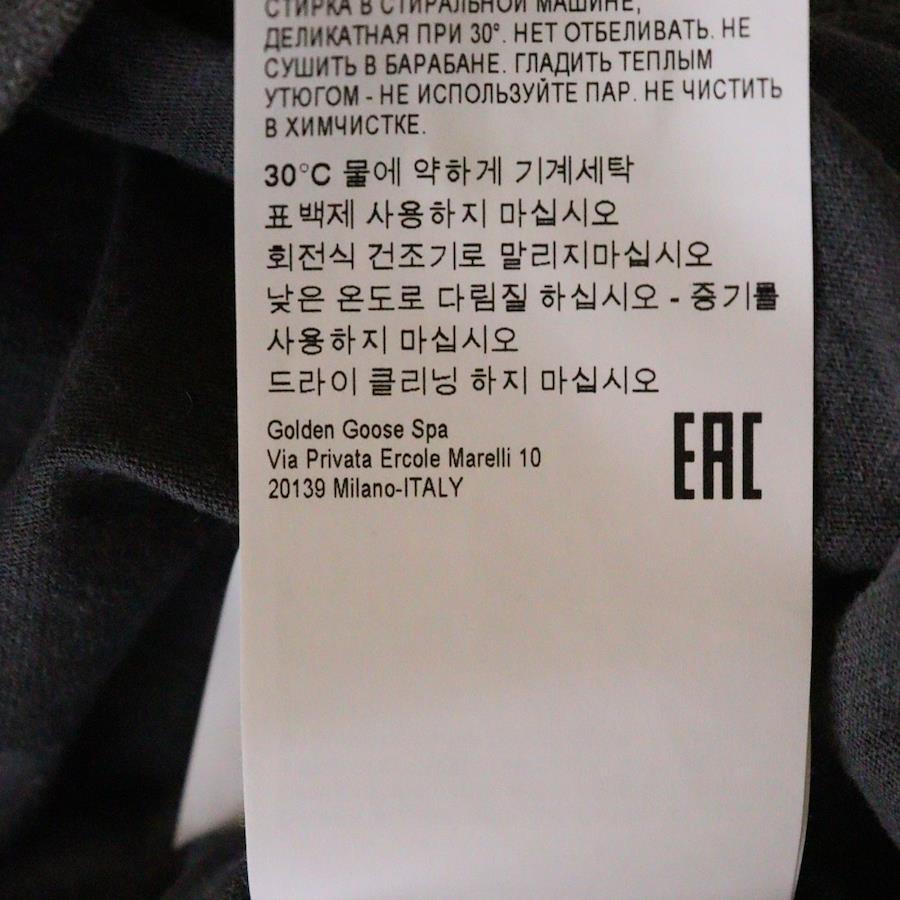 СТИРКА В СТИРАЛЬНОЙ МАШИНЕ,
ДЕЛИКАТНАЯ ПРИ 30°. НЕТ ОТБЕЛИВАТЬ. НЕ
СУШИТЬ В БАРАБАНЕ. ГЛАДИТЬ ТЕПЛЫМ
УТЮГОМ - НЕ ИСПОЛЬЗУЙТЕ ПАР. НЕ ЧИСТИТЬ
В ХИМЧИСТКЕ.
30°C 물에 약하게 기계세탁
표백제 사용하지 마십시오
회전식 건조기로 말리지마십시오
낮은 온도로 다림질 하십시오 - 증기를
사용하지 마십시오
드라이 클리닝 하지 마십시오
Golden Goose Spa
Via Privata Ercole Marelli 10
20139 Milano-ITALY
EAC